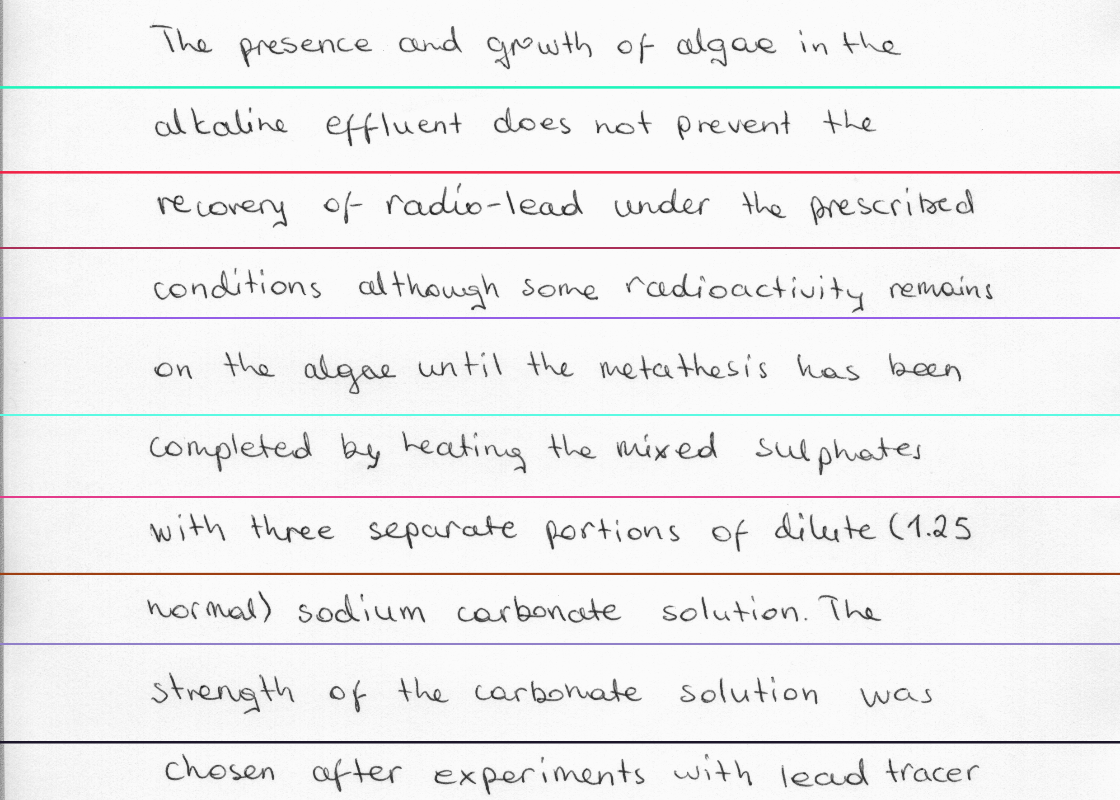 The presence and growth of algae in the
alkaline effluent does not prevent the
recovery of radio-lead under the prescribed
conditions although some radioactivity remains
on the algae until the metathesis has been
completed by heating the mixed sulphates
with three separate portions of dilute (1.25
normal) sodium carbonate solution. The
strength of the carbonate solution was
chosen after experiments with lead tracer